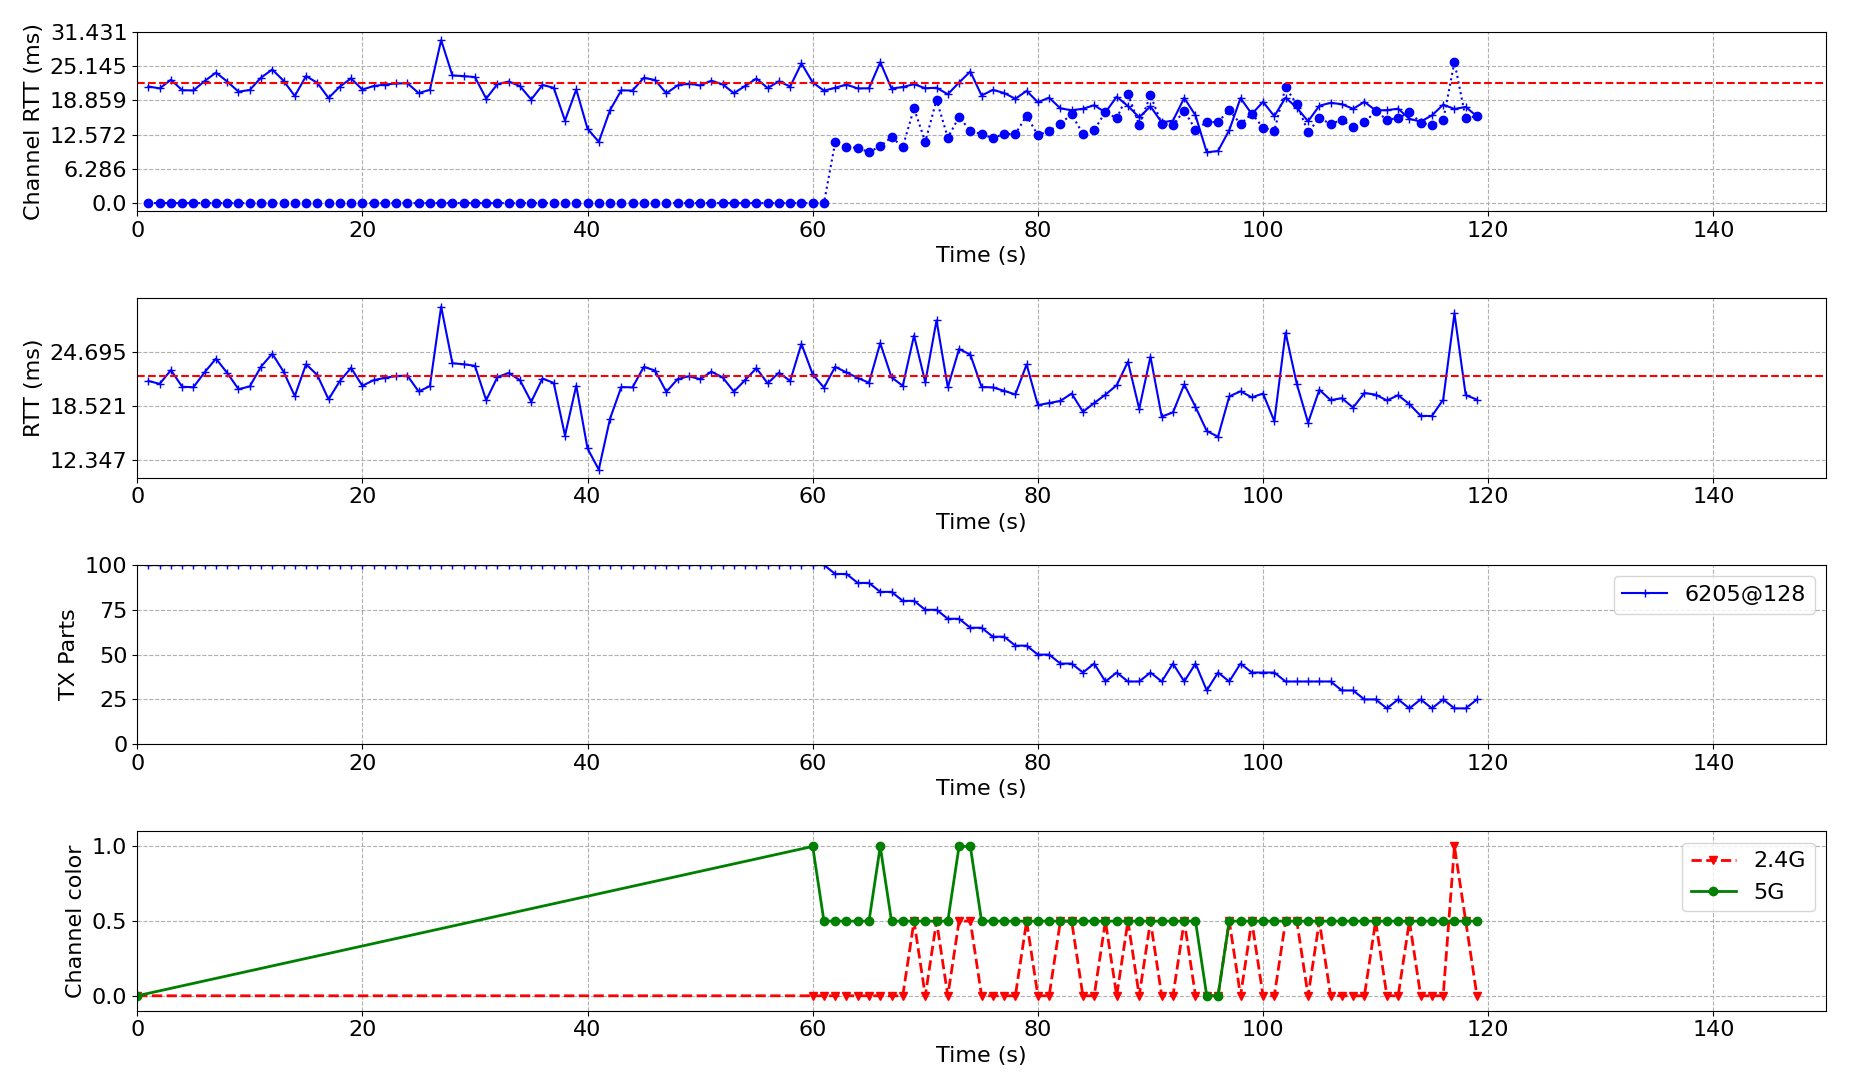 Channel RTT (ms)
31.431
25.145
18.859
12.572
6.286
0.0
0 20 40 60 80 100 120 140
Time (s)
RTT (ms)
24.695
18.521
12.347
0 20 40 60 80 100 120 140
Time (s)
TX Parts
100
75
50
25
0
6205@128
0 20 40 60 80 100 120 140
Time (s)
Channel color
1.0
0.5
0.0
2.4G
5G
0 20 40 60 80 100 120 140
Time (s)